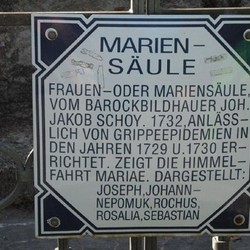 MARIEN-
SÄULE
FRAUEN-ODER MARIENSÄULE,
VOM BAROCKBILDHAUER JOH.
JAKOB SCHOY. 1732, ANLÄSS-
LICH VON GRIPPEEPIDEMIEN IN
DEN JAHREN 1729 U.1730 ER-
RICHTET. ZEIGT DIE HIMMEL-
FAHRT MARIAE. DARGESTELLT:
JOSEPH, JOHANN-
NEPOMUK, ROCHUS,
ROSALIA, SEBASTIAN